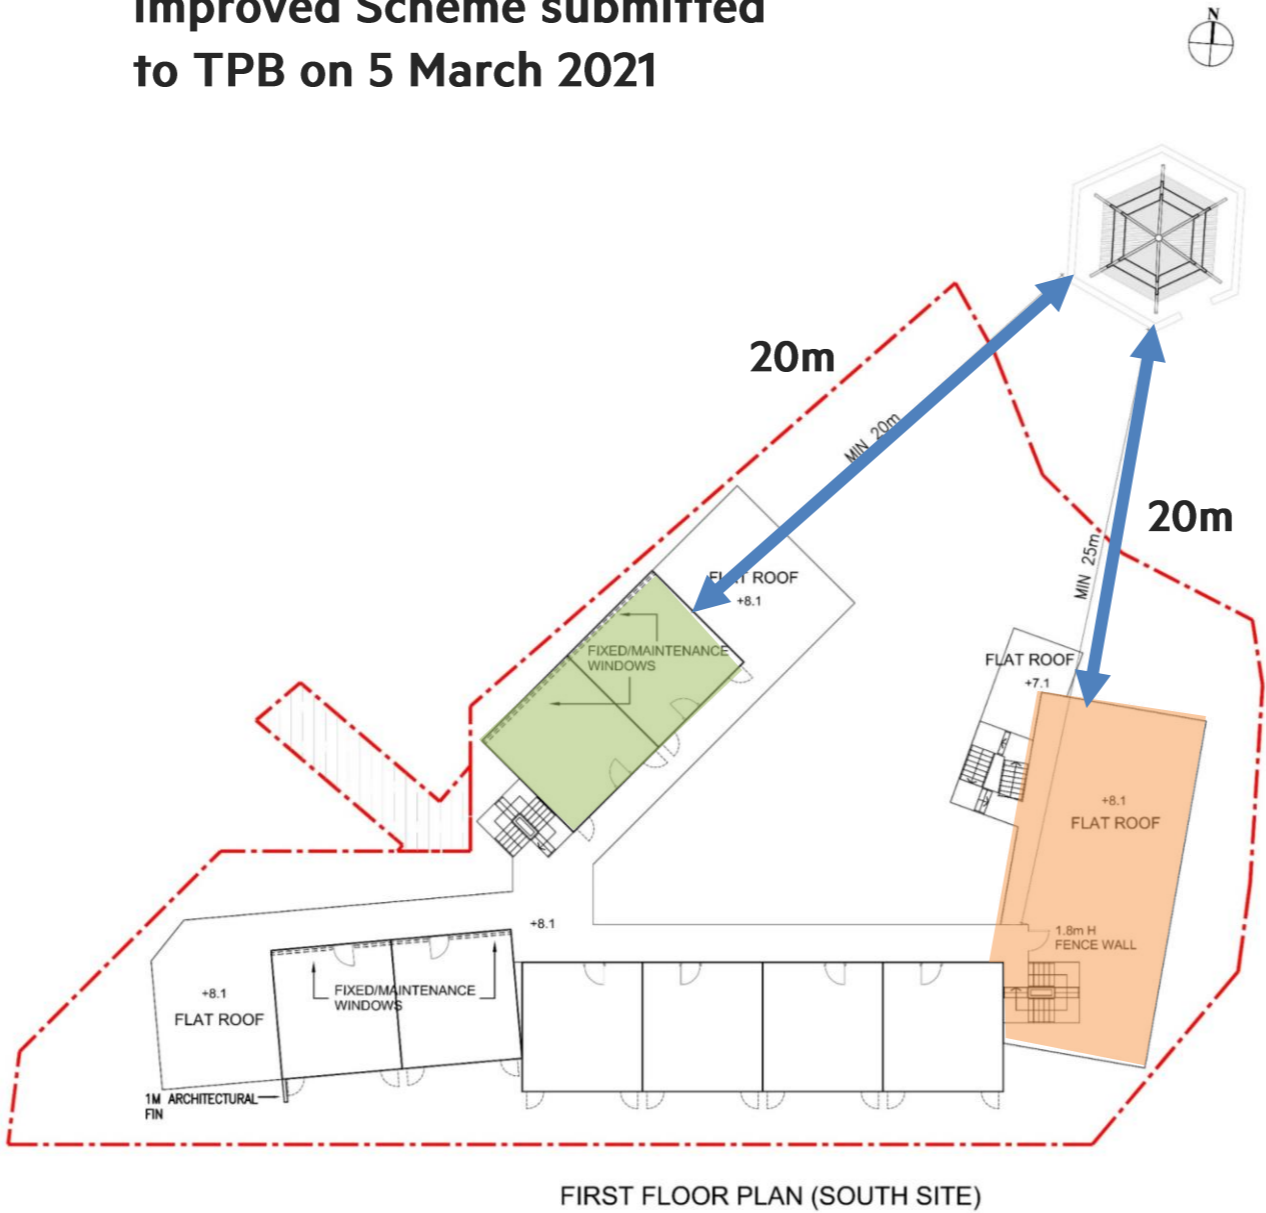 Improved Scheme submitted
to TPB on 5 March 2021
N
20m
MIN 20m
20m
MIN 25m
FLAT ROOF
+8.1
FIXED/MAINTENANCE
WINDOWS
FLAT ROOF
+7.1
+8.1
FLAT ROOF
+8.1
1.8m H
FENCE WALL
+8.1
FLAT ROOF
FIXED/MAINTENANCE
WINDOWS
1M ARCHITECTURAL
FIN
FIRST FLOOR PLAN (SOUTH SITE)